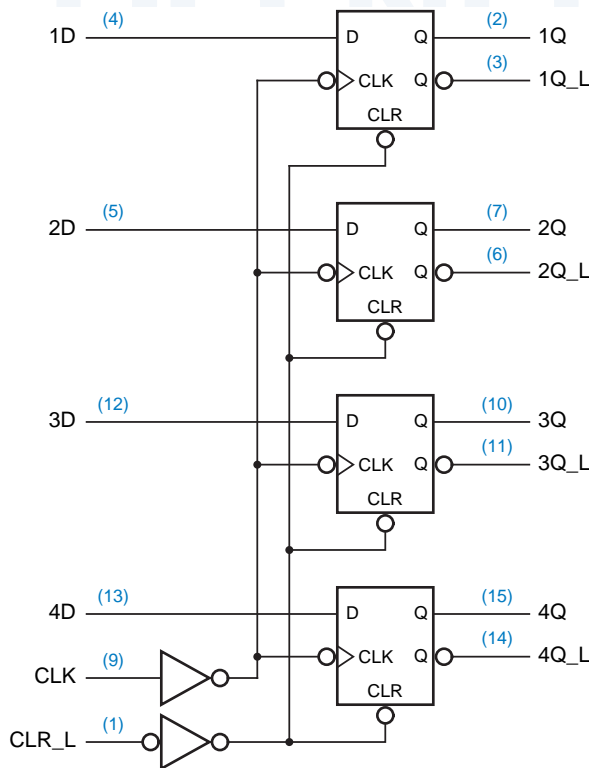 1D (4) D Q (2) 1Q
CLK Q (3) 1Q_L
CLR
2D (5) D Q (7) 2Q
CLK Q (6) 2Q_L
CLR
3D (12) D Q (10) 3Q
CLK Q (11) 3Q_L
CLR
4D (13) D Q (15) 4Q
CLK (9) CLK Q (14) 4Q_L
CLR
CLR_L (1)